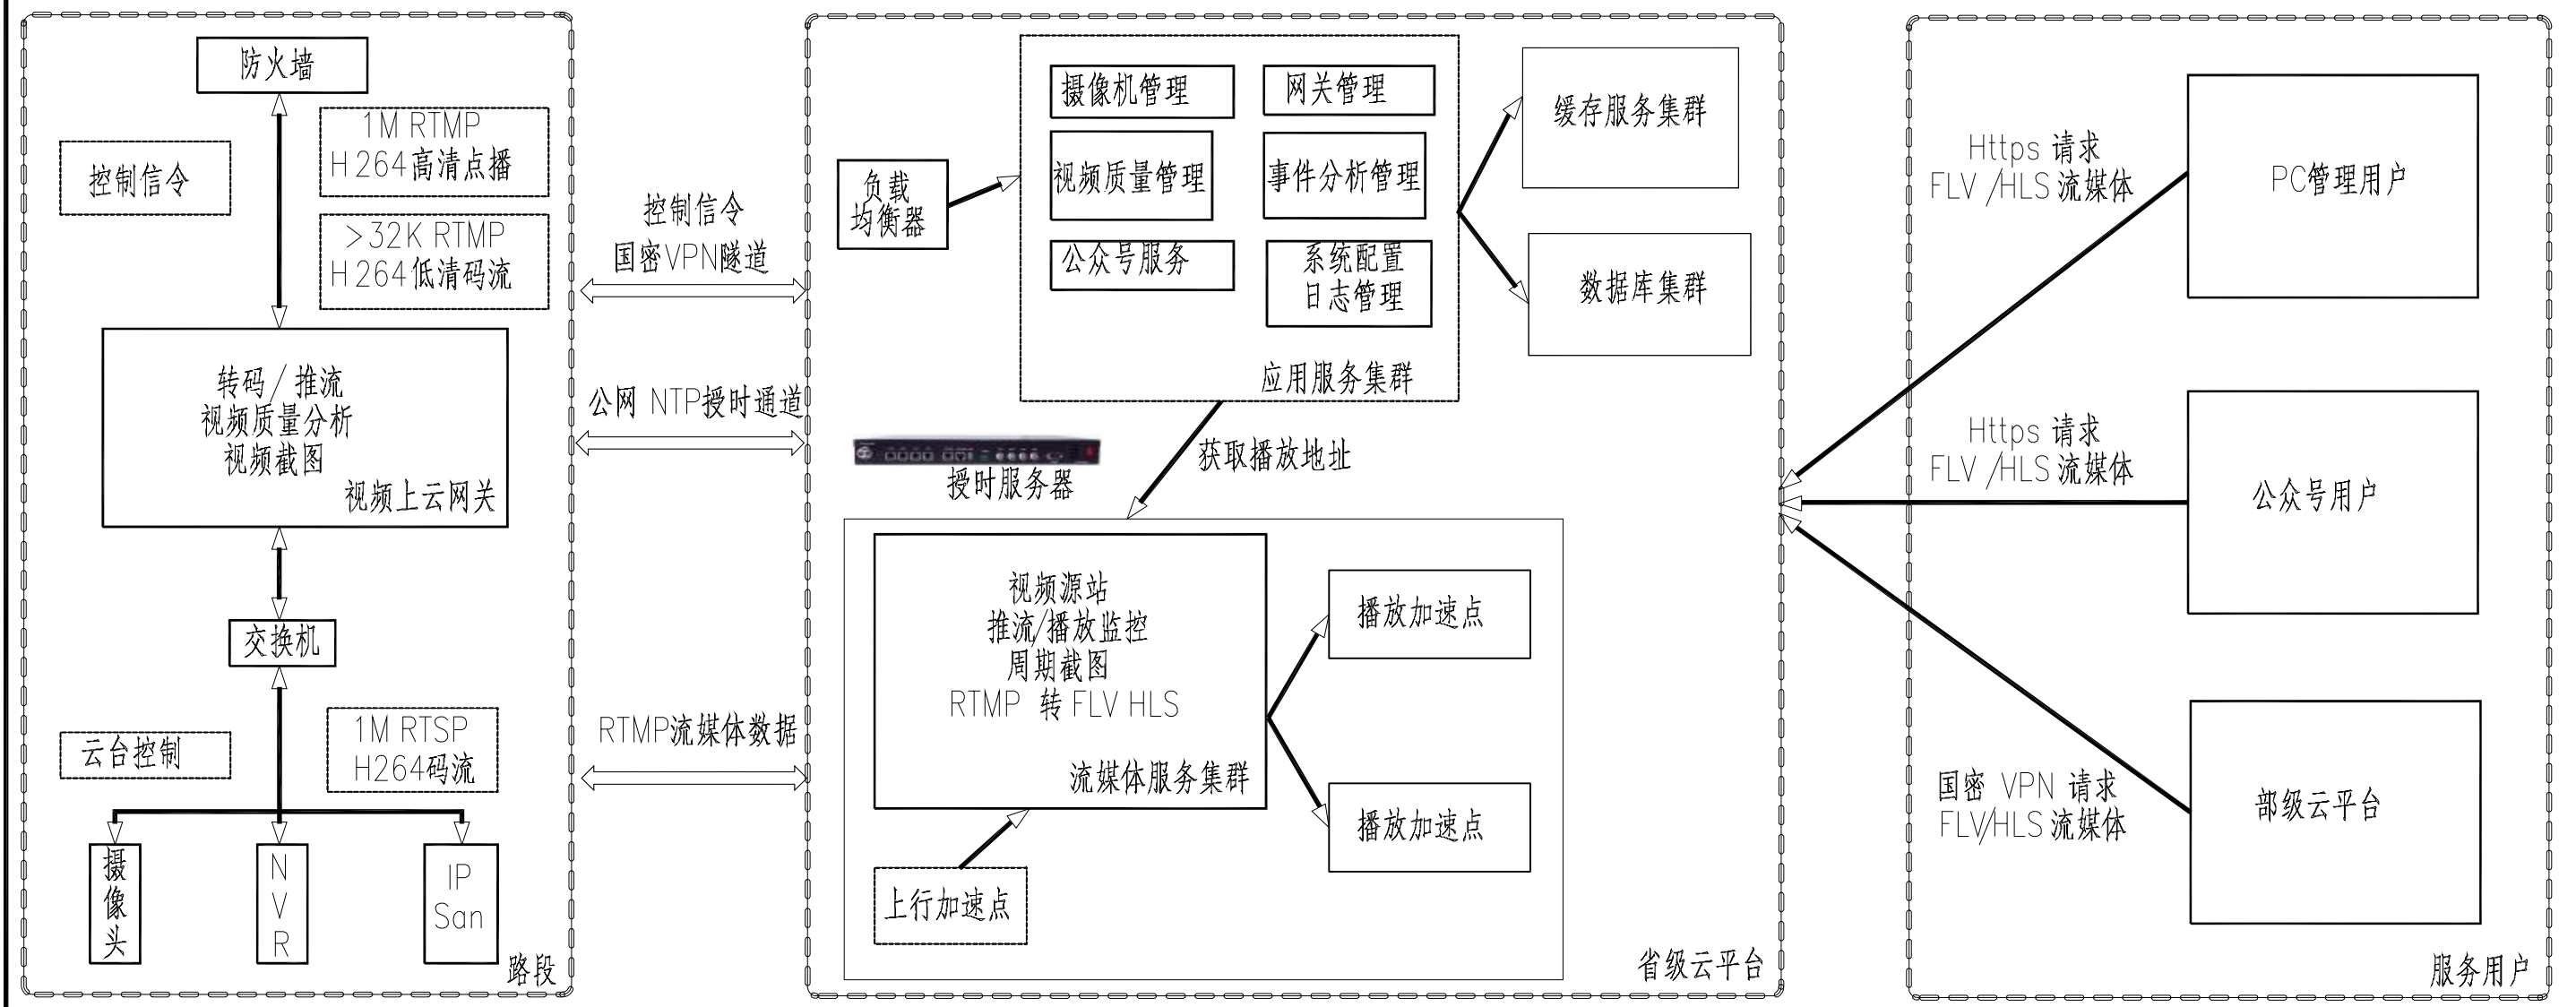 防火墙
控制信令
1M RTMP
H264高清点播
>32K RTMP
H264低清码流
转码/推流
视频质量分析
视频截图
视频上云网关
交换机
云台控制
1M RTSP
H264码流
摄像头
NVR
IP
San
路段
控制信令
国密VPN隧道
公网 NTP授时通道
RTMP流媒体数据
负载
均衡器
摄像机管理
网关管理
视频质量管理
事件分析管理
公众号服务
系统配置
日志管理
应用服务集群
缓存服务集群
数据库集群
授时服务器
获取播放地址
视频源站
推流/播放监控
周期截图
RTMP 转 FLV HLS
流媒体服务集群
播放加速点
播放加速点
上行加速点
省级云平台
Https 请求
FLV /HLS 流媒体
PC管理用户
Https 请求
FLV /HLS 流媒体
公众号用户
国密 VPN 请求
FLV/HLS 流媒体
部级云平台
服务用户